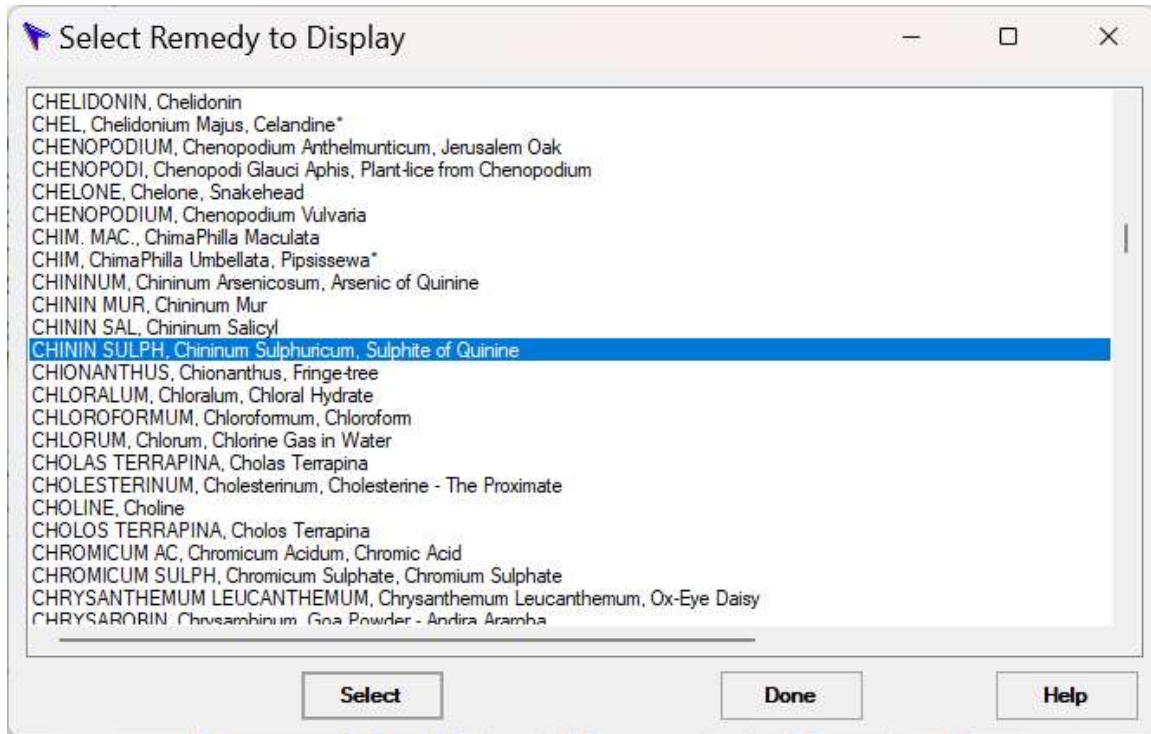 Select Remedy to Display
CHELIDONIN, Chelidonin
CHEL, Chelidonium Majus, Celandine*
CHENOPODIUM, Chenopodium Anthelmunticum, Jerusalem Oak
CHENOPODI, Chenopodi Glauci Aphis, Plant-lice from Chenopodium
CHELONE, Chelone, Snakehead
CHENOPODIUM, Chenopodium Vulvaria
CHIM. MAC., ChimaPhilla Maculata
CHIM, ChimaPhilla Umbellata, Pipsissewa*
CHININUM, Chininum Arsenicosum, Arsenic of Quinine
CHININ MUR, Chininum Mur
CHININ SAL, Chininum Salicyl
CHININ SULPH, Chininum Sulphuricum, Sulphite of Quinine
CHIONANTHUS, Chionanthus, Fringe-tree
CHLORALUM, Chloralum, Chloral Hydrate
CHLOROFORMUM, Chloroformum, Chloroform
CHLORUM, Chlorum, Chlorine Gas in Water
CHOLAS TERRAPINA, Cholas Terrapina
CHOLESTERINUM, Cholesterinum, Cholesterine - The Proximate
CHOLINE, Choline
CHOLOS TERRAPINA, Cholos Terrapina
CHROMICUM AC, Chromicum Acidum, Chromic Acid
CHROMICUM SULPH, Chromicum Sulphate, Chromium Sulphate
CHRYSANTHEMUM LEUCANTHEMUM, Chrysanthemum Leucanthemum, Ox-Eye Daisy
CHRYSAROBIN, Goa Powder - Andira Araroba
Select Done Help